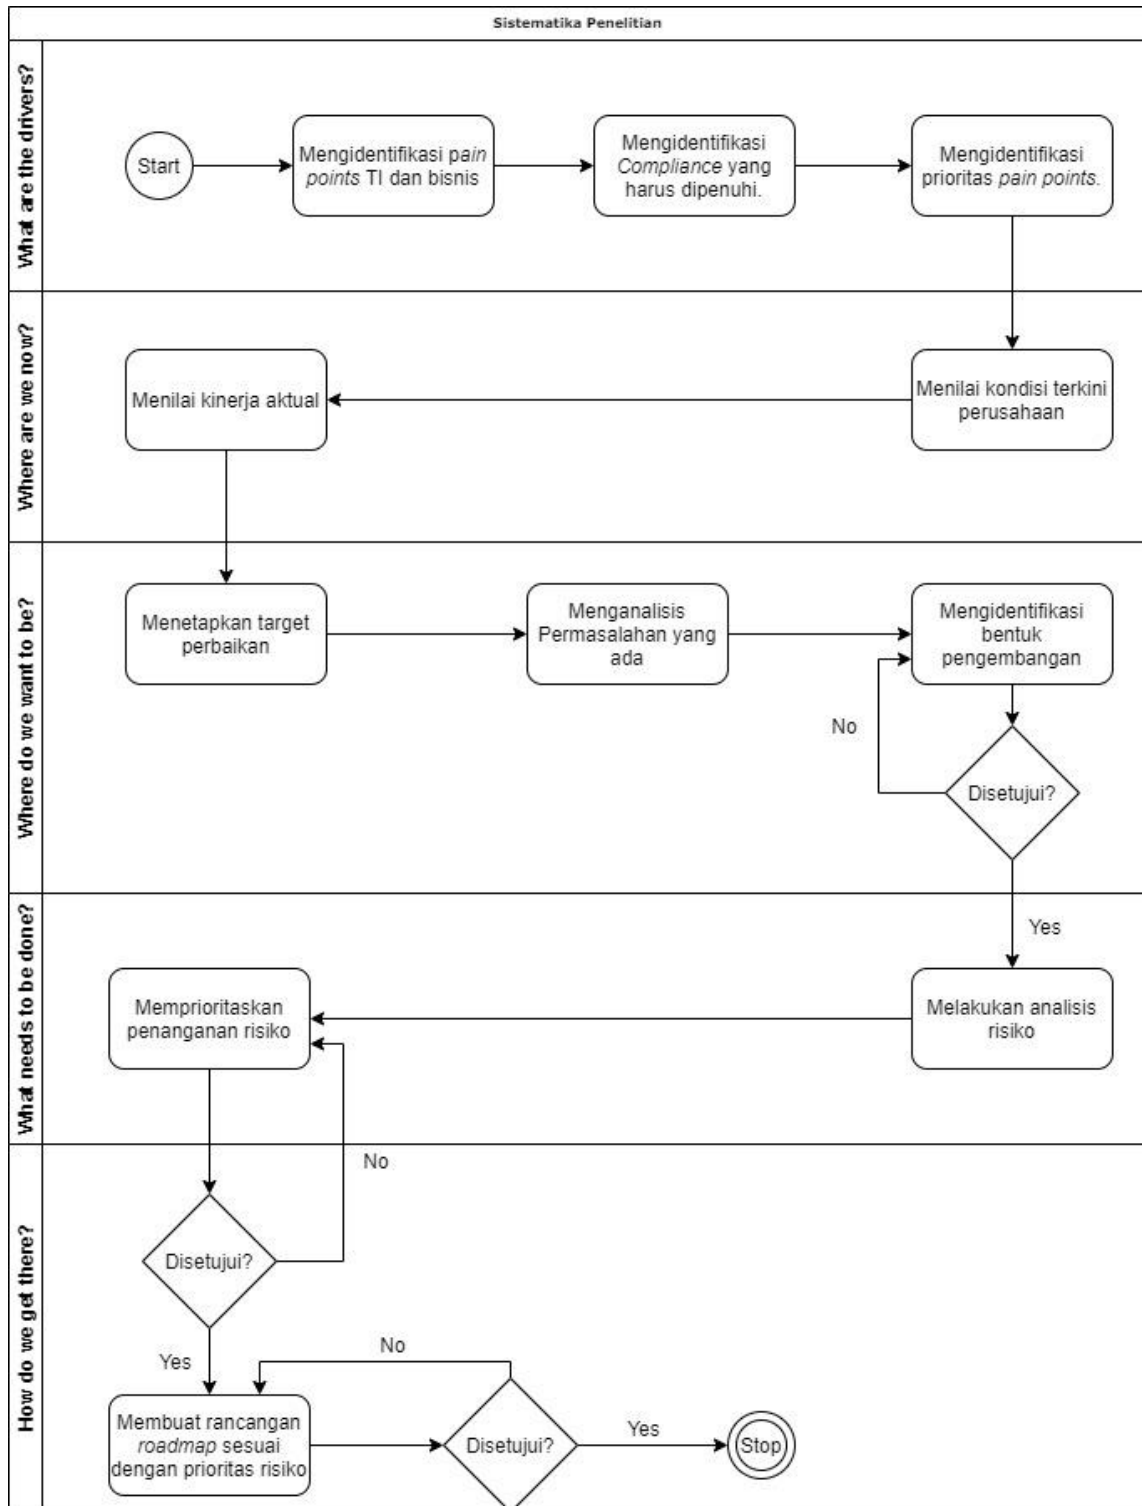 Sistematika Penelitian
What are the drivers?
Start
Mengidentifikasi pain
points TI dan bisnis
Mengidentifikasi
Compliance yang
harus dipenuhi.
Mengidentifikasi
prioritas pain points.
Where are we now?
Menilai kinerja aktual
Menilai kondisi terkini
perusahaan
Where do we want to be?
Menetapkan target
perbaikan
Menganalisis
Permasalahan yang
ada
Mengidentifikasi
bentuk
pengembangan
No
Disetujui?
Yes
What needs to be done?
Memprioritaskan
penanganan risiko
Melakukan analisis
risiko
How do we get there?
No
Disetujui?
Yes
No
Membuat rancangan
roadmap sesuai
dengan prioritas risiko
Disetujui?
Yes
Stop